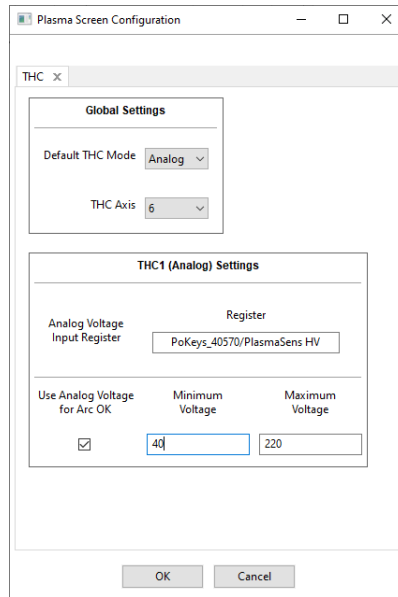 Plasma Screen Configuration
THC
Global Settings
Default THC Mode
Analog
THC Axis
6
THC1 (Analog) Settings
Analog Voltage
Input Register
Register
PoKeys_40570/PlasmaSens HV
Use Analog Voltage
for Arc OK
Minimum
Voltage
40
Maximum
Voltage
220
OK
Cancel